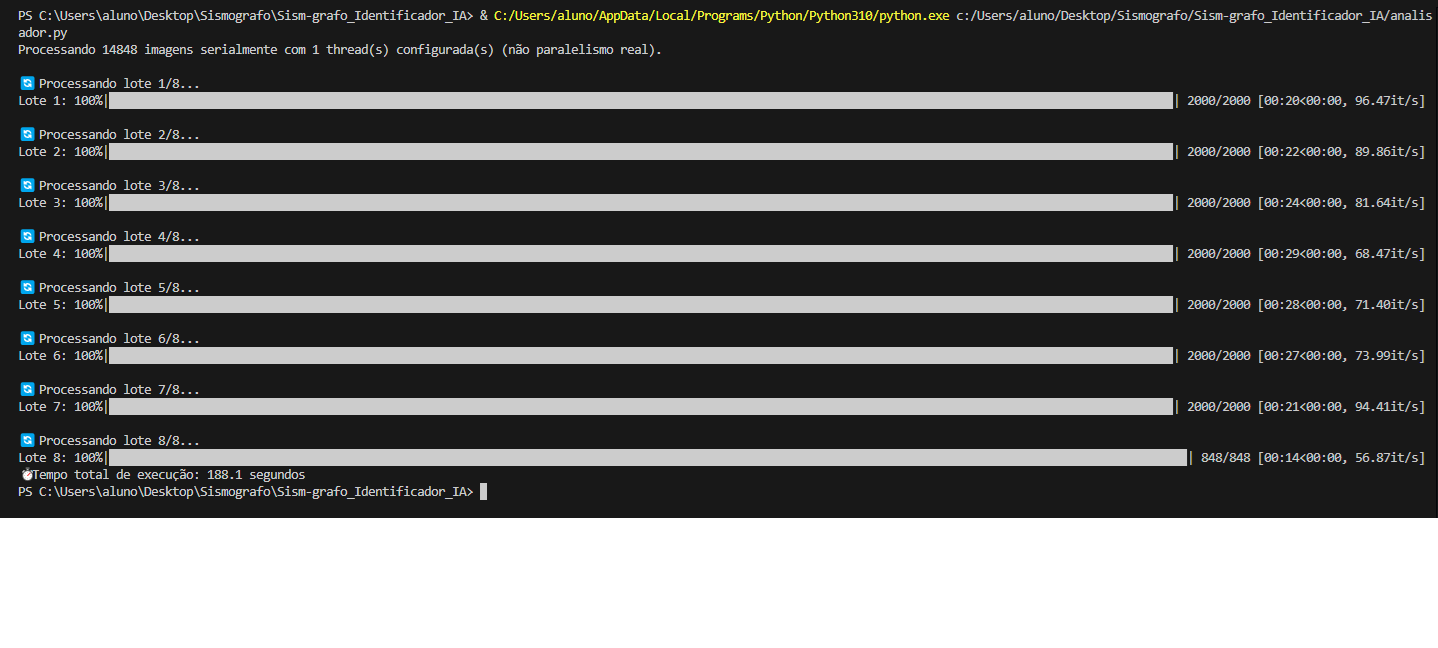 PS C:\Users\aluno\Desktop\Sismografo\Sism-grafo_Identificador_IA> & C:/Users/aluno/AppData/Local/Programs/Python/Python310/python.exe c:/Users/aluno/Desktop/Sismografo/Sism-grafo_Identificador_IA/analis
ador.py
Processando 14848 imagens serialmente com 1 thread(s) configurada(s) (não paralelismo real).
🔄 Processando lote 1/8...
Lote 1: 100%| | 2000/2000 [00:20<00:00, 96.47it/s]
🔄 Processando lote 2/8...
Lote 2: 100%| | 2000/2000 [00:22<00:00, 89.86it/s]
🔄 Processando lote 3/8...
Lote 3: 100%| | 2000/2000 [00:24<00:00, 81.64it/s]
🔄 Processando lote 4/8...
Lote 4: 100%| | 2000/2000 [00:29<00:00, 68.47it/s]
🔄 Processando lote 5/8...
Lote 5: 100%| | 2000/2000 [00:28<00:00, 71.40it/s]
🔄 Processando lote 6/8...
Lote 6: 100%| | 2000/2000 [00:27<00:00, 73.99it/s]
🔄 Processando lote 7/8...
Lote 7: 100%| | 2000/2000 [00:21<00:00, 94.41it/s]
🔄 Processando lote 8/8...
Lote 8: 100%| | 848/848 [00:14<00:00, 56.87it/s]
⏱Tempo total de execução: 188.1 segundos
PS C:\Users\aluno\Desktop\Sismografo\Sism-grafo_Identificador_IA>